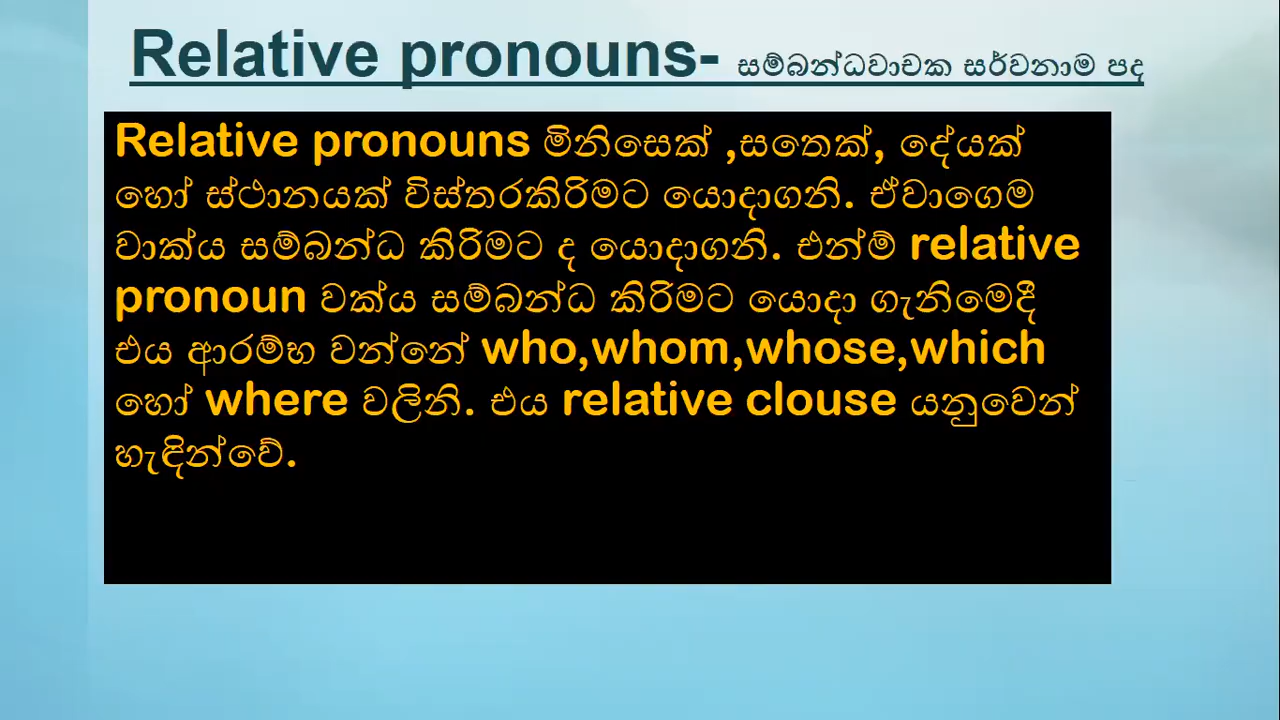 Relative pronouns- සම්බන්ධවාචක සර්වනාම පද
Relative pronouns මිනිසෙක් ,සතෙක්, දේයක්
හෝ ස්ථානයක් විස්තරකිරිමට යොදාගනි. ඒවාගෙම
වාක්ය සම්බන්ධ කිරිමට ද යොදාගනි. එන්ම් relative
pronoun වක්ය සම්බන්ධ කිරිමට යොදා ගැනිමෙදී
එය ආරම්භ වන්නේ who,whom,whose,which
හෝ where වලිනි. එය relative clouse යනුවෙන්
හැඳින්වේ.